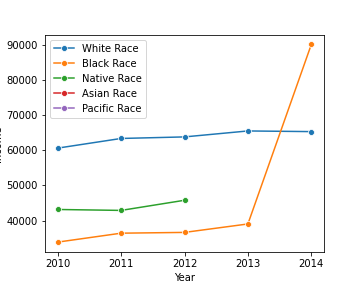 White Race
Black Race
Native Race
Asian Race
Pacific Race
90000
80000
70000
60000
50000
40000
2010 2011 2012 2013 2014
Year